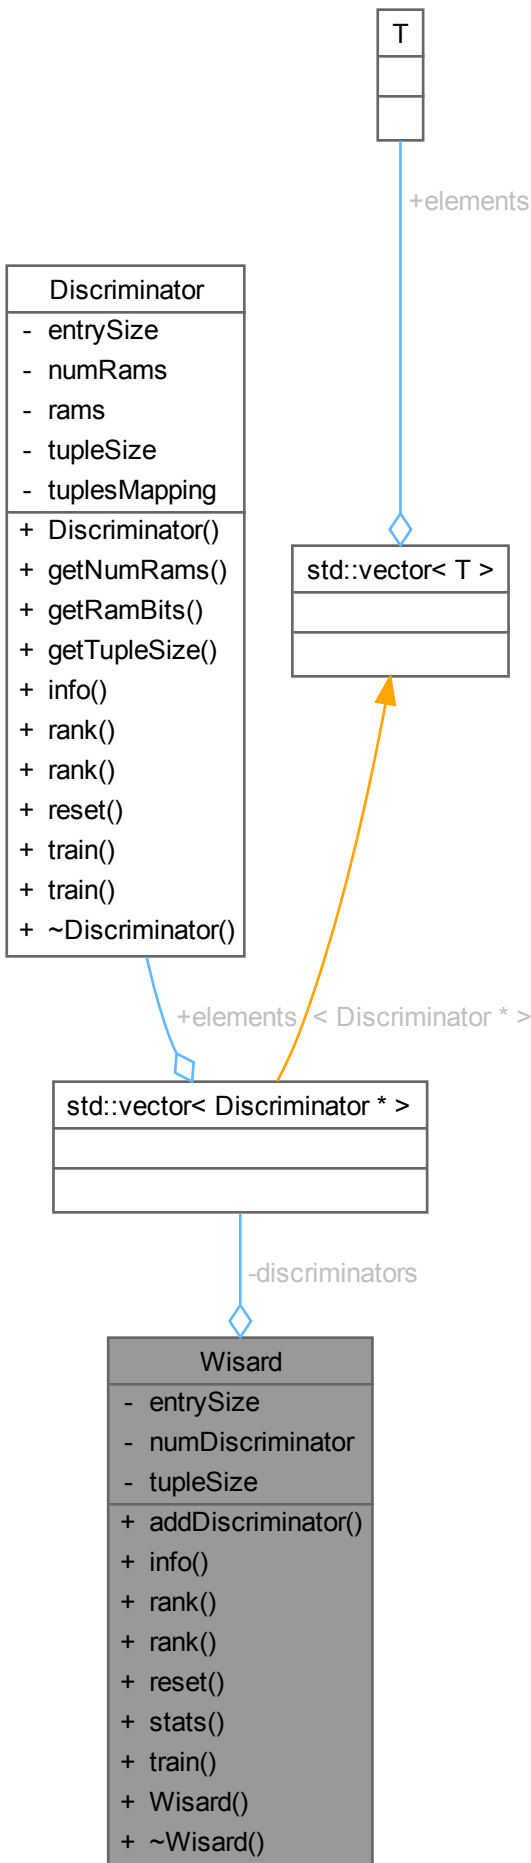 T
+elements
Discriminator
- entrySize
- numRams
- rams
- tupleSize
- tuplesMapping
+ Discriminator()
+ getNumRams()
+ getRamBits()
+ getTupleSize()
+ info()
+ rank()
+ rank()
+ reset()
+ train()
+ train()
+ ~Discriminator()
std::vector< T >
+elements
< Discriminator * >
std::vector< Discriminator * >
-discriminators
Wisard
- entrySize
- numDiscriminator
- tupleSize
+ addDiscriminator()
+ info()
+ rank()
+ rank()
+ reset()
+ stats()
+ train()
+ Wisard()
+ ~Wisard()